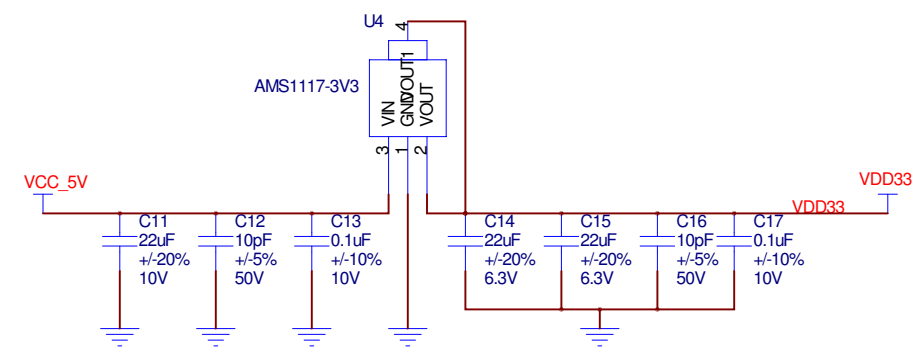 U4
4
AMS1117-3V3
VIN
GND
VOUT1
VOUT
3
1
2
VCC_5V
VDD33
VDD33
C11
22uF
+/-20%
10V
C12
10pF
+/-5%
50V
C13
0.1uF
+/-10%
10V
C14
22uF
+/-20%
6.3V
C15
22uF
+/-20%
6.3V
C16
10pF
+/-5%
50V
C17
0.1uF
+/-10%
10V